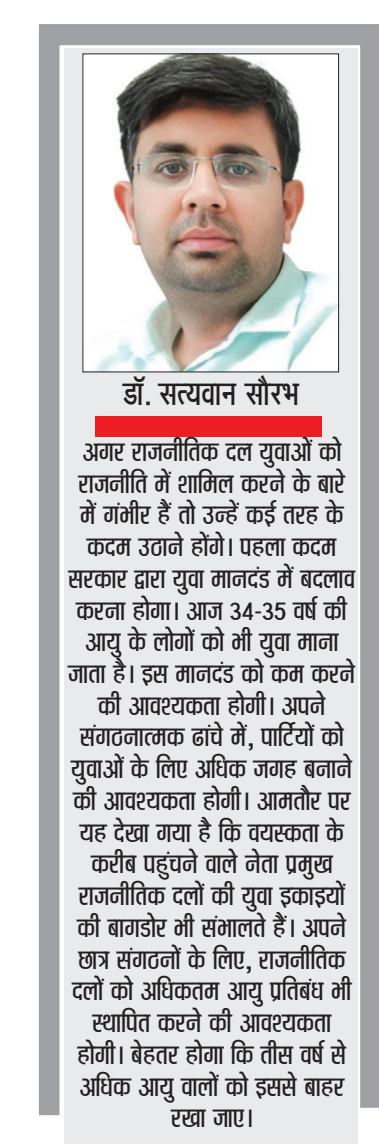 डॉ. सत्यवान सौरभ
अगर राजनीतिक दल युवाओं को
राजनीति में शामिल करने के बारे
में गंभीर हैं तो उन्हें कई तरह के
कदम उठाने होंगे। पहला कदम
सरकार द्वारा युवा मानदंड में बदलाव
करना होगा। आज 34-35 वर्ष की
आयु के लोगों को भी युवा माना
जाता है। इस मानदंड को कम करने
की आवश्यकता होगी। अपने
संगठनात्मक ढांचे में, पार्टियों को
युवाओं के लिए अधिक जगह बनाने
की आवश्यकता होगी। आमतौर पर
यह देखा गया है कि वयस्कता के
करीब पहुंचने वाले नेता प्रमुख
राजनीतिक दलों की युवा इकाइयों
की बागडोर भी संभालते हैं। अपने
छात्र संगठनों के लिए, राजनीतिक
दलों को अधिकतम आयु प्रतिबंध भी
स्थापित करने की आवश्यकता
होगी। बेहतर होगा कि तीस वर्ष से
अधिक आयु वालों को इससे बाहर
रखा जाए।